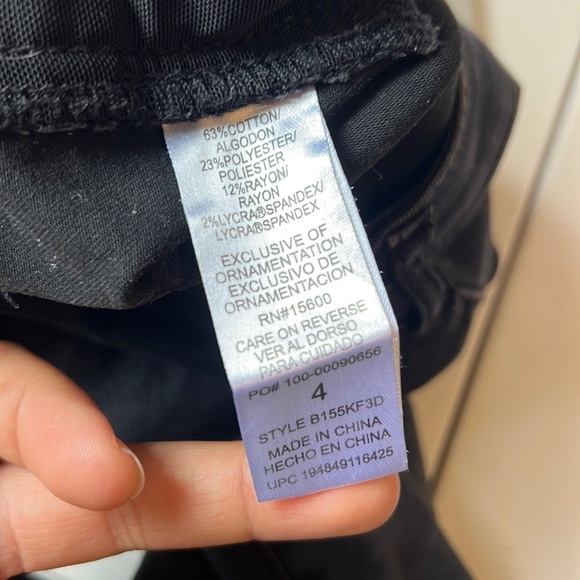 63%COTTON/
ALGODON
23%POLYESTER/
POLIESTER
12%RAYON/
RAYON
2%LYCRA®SPANDEX/
LYCRA®SPANDEX
EXCLUSIVE OF
ORNAMENTATION
EXCLUSIVO DE
ORNAMENTACION
RN#15600
CARE ON REVERSE
VER AL DORSO
PARA CUIDADO
PO# 100-00090656
4
STYLE B155KF3D
MADE IN CHINA
HECHO EN CHINA
UPC 194849116425